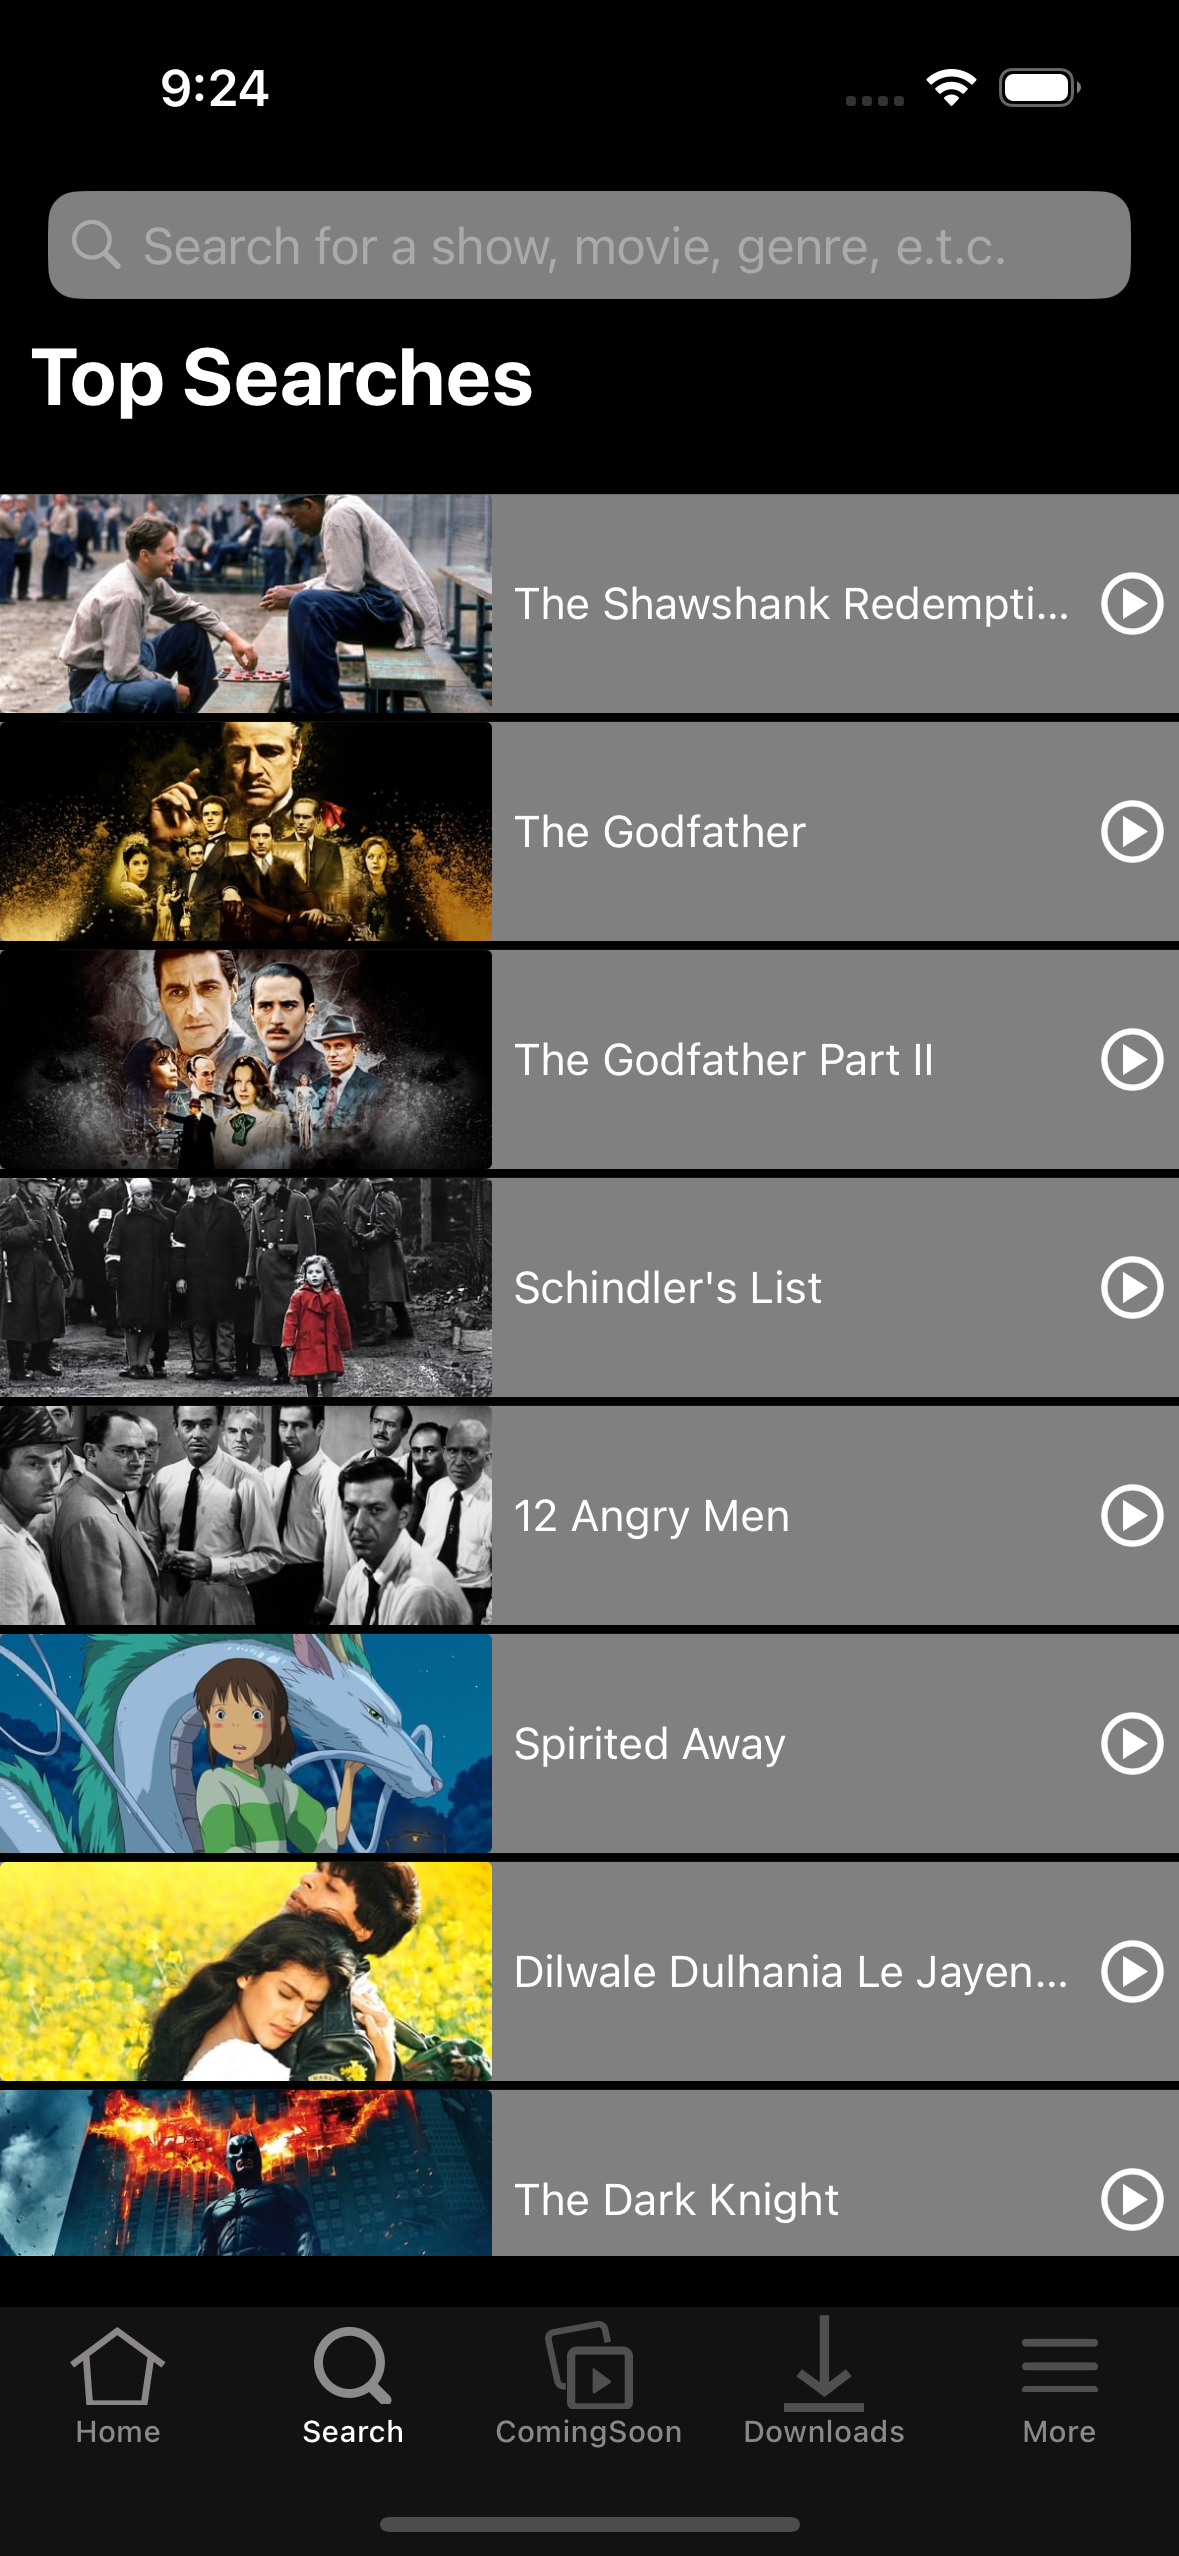 9:24
Search for a show, movie, genre, e.t.c.
Top Searches
The Shawshank Redempti...
The Godfather
The Godfather Part II
Schindler's List
12 Angry Men
Spirited Away
Dilwale Dulhania Le Jayen...
The Dark Knight
Home
Search
ComingSoon
Downloads
More